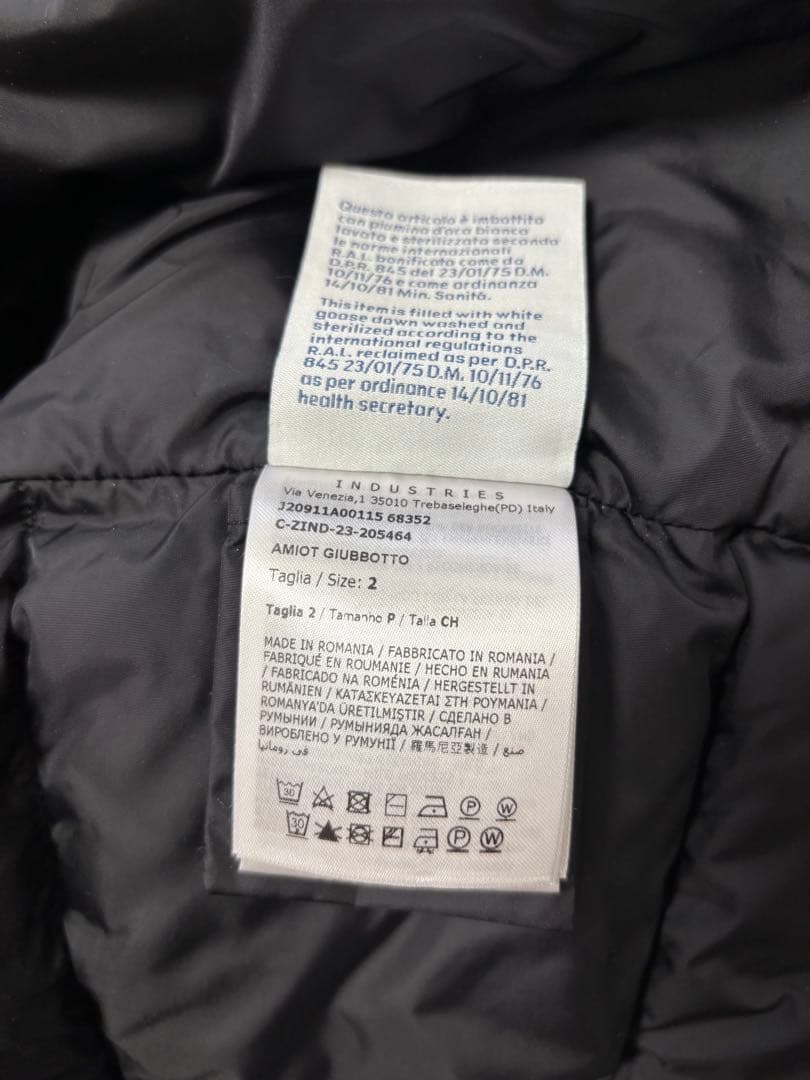 Questo articolo è imbottito
con piumino d'oca bianca
lavato e sterilizzato secondo
le norme internazionali
R.A.L. bonificato come da
D.P.R. 845 del 23/01/75 D.M.
10/11/76 e come ordinanza
14/10/81 Min. Sanità.
This item is filled with white
goose down washed and
sterilized according to the
international regulations
R.A.L. reclaimed as per D.P.R.
845 23/01/75 D.M. 10/11/76
as per ordinance 14/10/81
health secretary.
INDUSTRIES
Via Venezia,1 35010 Trebaseleghe(PD) Italy
J20911A00115 68352
C-ZIND-23-205464
AMIOT GIUBBOTTO
Taglia / Size: 2
Taglia 2 / Tamanho P / Talla CH
MADE IN ROMANIA / FABBRICATO IN ROMANIA /
FABRIQUÉ EN ROUMANIE / HECHO EN RUMANIA
/ FABRICADO NA ROMÉNIA / HERGESTELLT IN
RUMÄNIEN / ΚΑΤΑΣΚΕΥΑΖΕΤΑΙ ΣΤΗ ΡΟΥΜΑΝΙΑ /
ROMANYA'DA ÜRETILMIŞTIR / СДЕЛАНО В
РУМЫНИИ / РУМЫНИЯДА ЖАСАЛҒАН /
ВИРОБЛЕНО У РУМУНІЇ / 羅馬尼亞製造 / صنع
في رومانيا
30 P W
30 P W